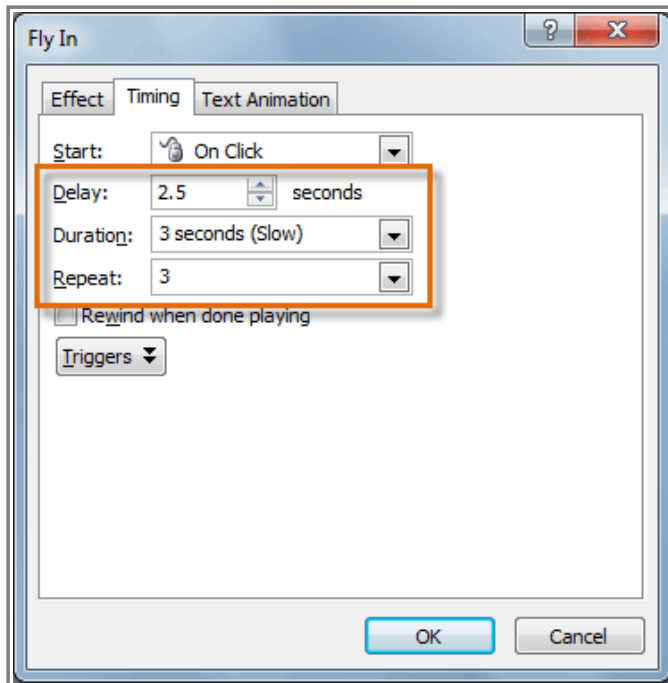 Fly In
Effect Timing Text Animation
Start: On Click
Delay: 2.5 seconds
Duration: 3 seconds (Slow)
Repeat: 3
Rewind when done playing
Triggers
OK Cancel